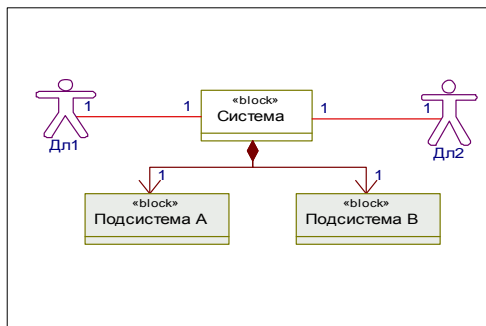 «block»
Система
1
1
1
1
Дл1
Дл2
1
1
«block»
Подсистема A
«block»
Подсистема B